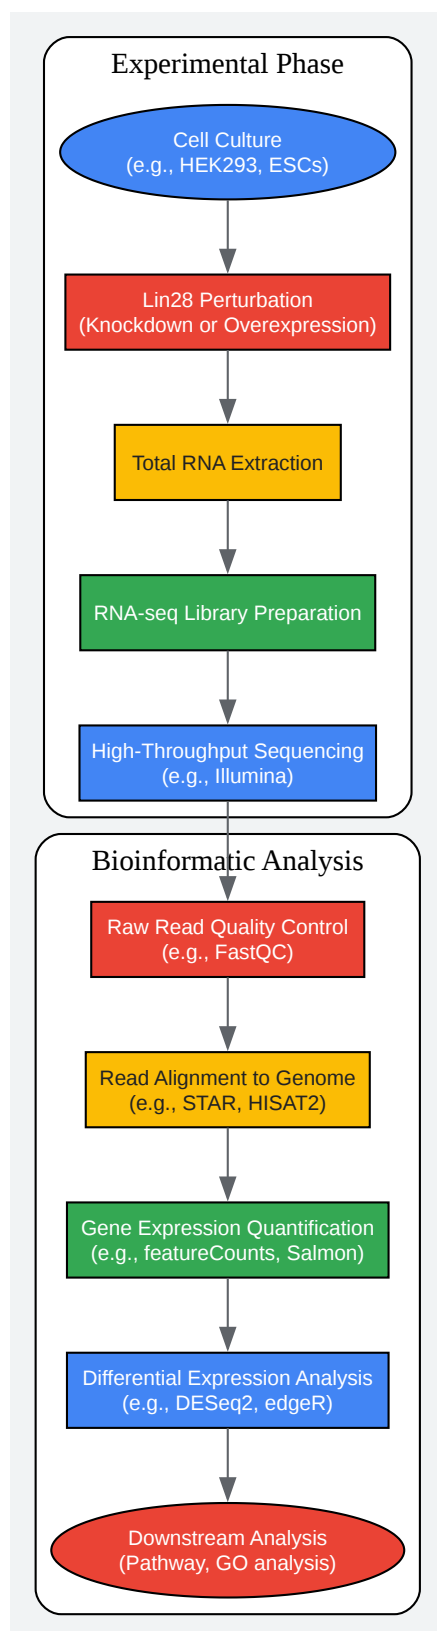 Experimental Phase
Cell Culture
(e.g., HEK293, ESCs)
Lin28 Perturbation
(Knockdown or Overexpression)
Total RNA Extraction
RNA-seq Library Preparation
High-Throughput Sequencing
(e.g., Illumina)
Bioinformatic Analysis
Raw Read Quality Control
(e.g., FastQC)
Read Alignment to Genome
(e.g., STAR, HISAT2)
Gene Expression Quantification
(e.g., featureCounts, Salmon)
Differential Expression Analysis
(e.g., DESeq2, edgeR)
Downstream Analysis
(Pathway, GO analysis)